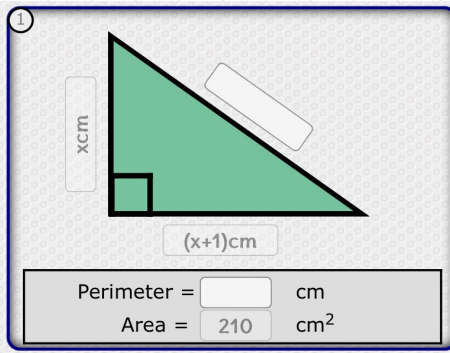 1
xcm
(x+1)cm
Perimeter = cm
Area = 210 cm²